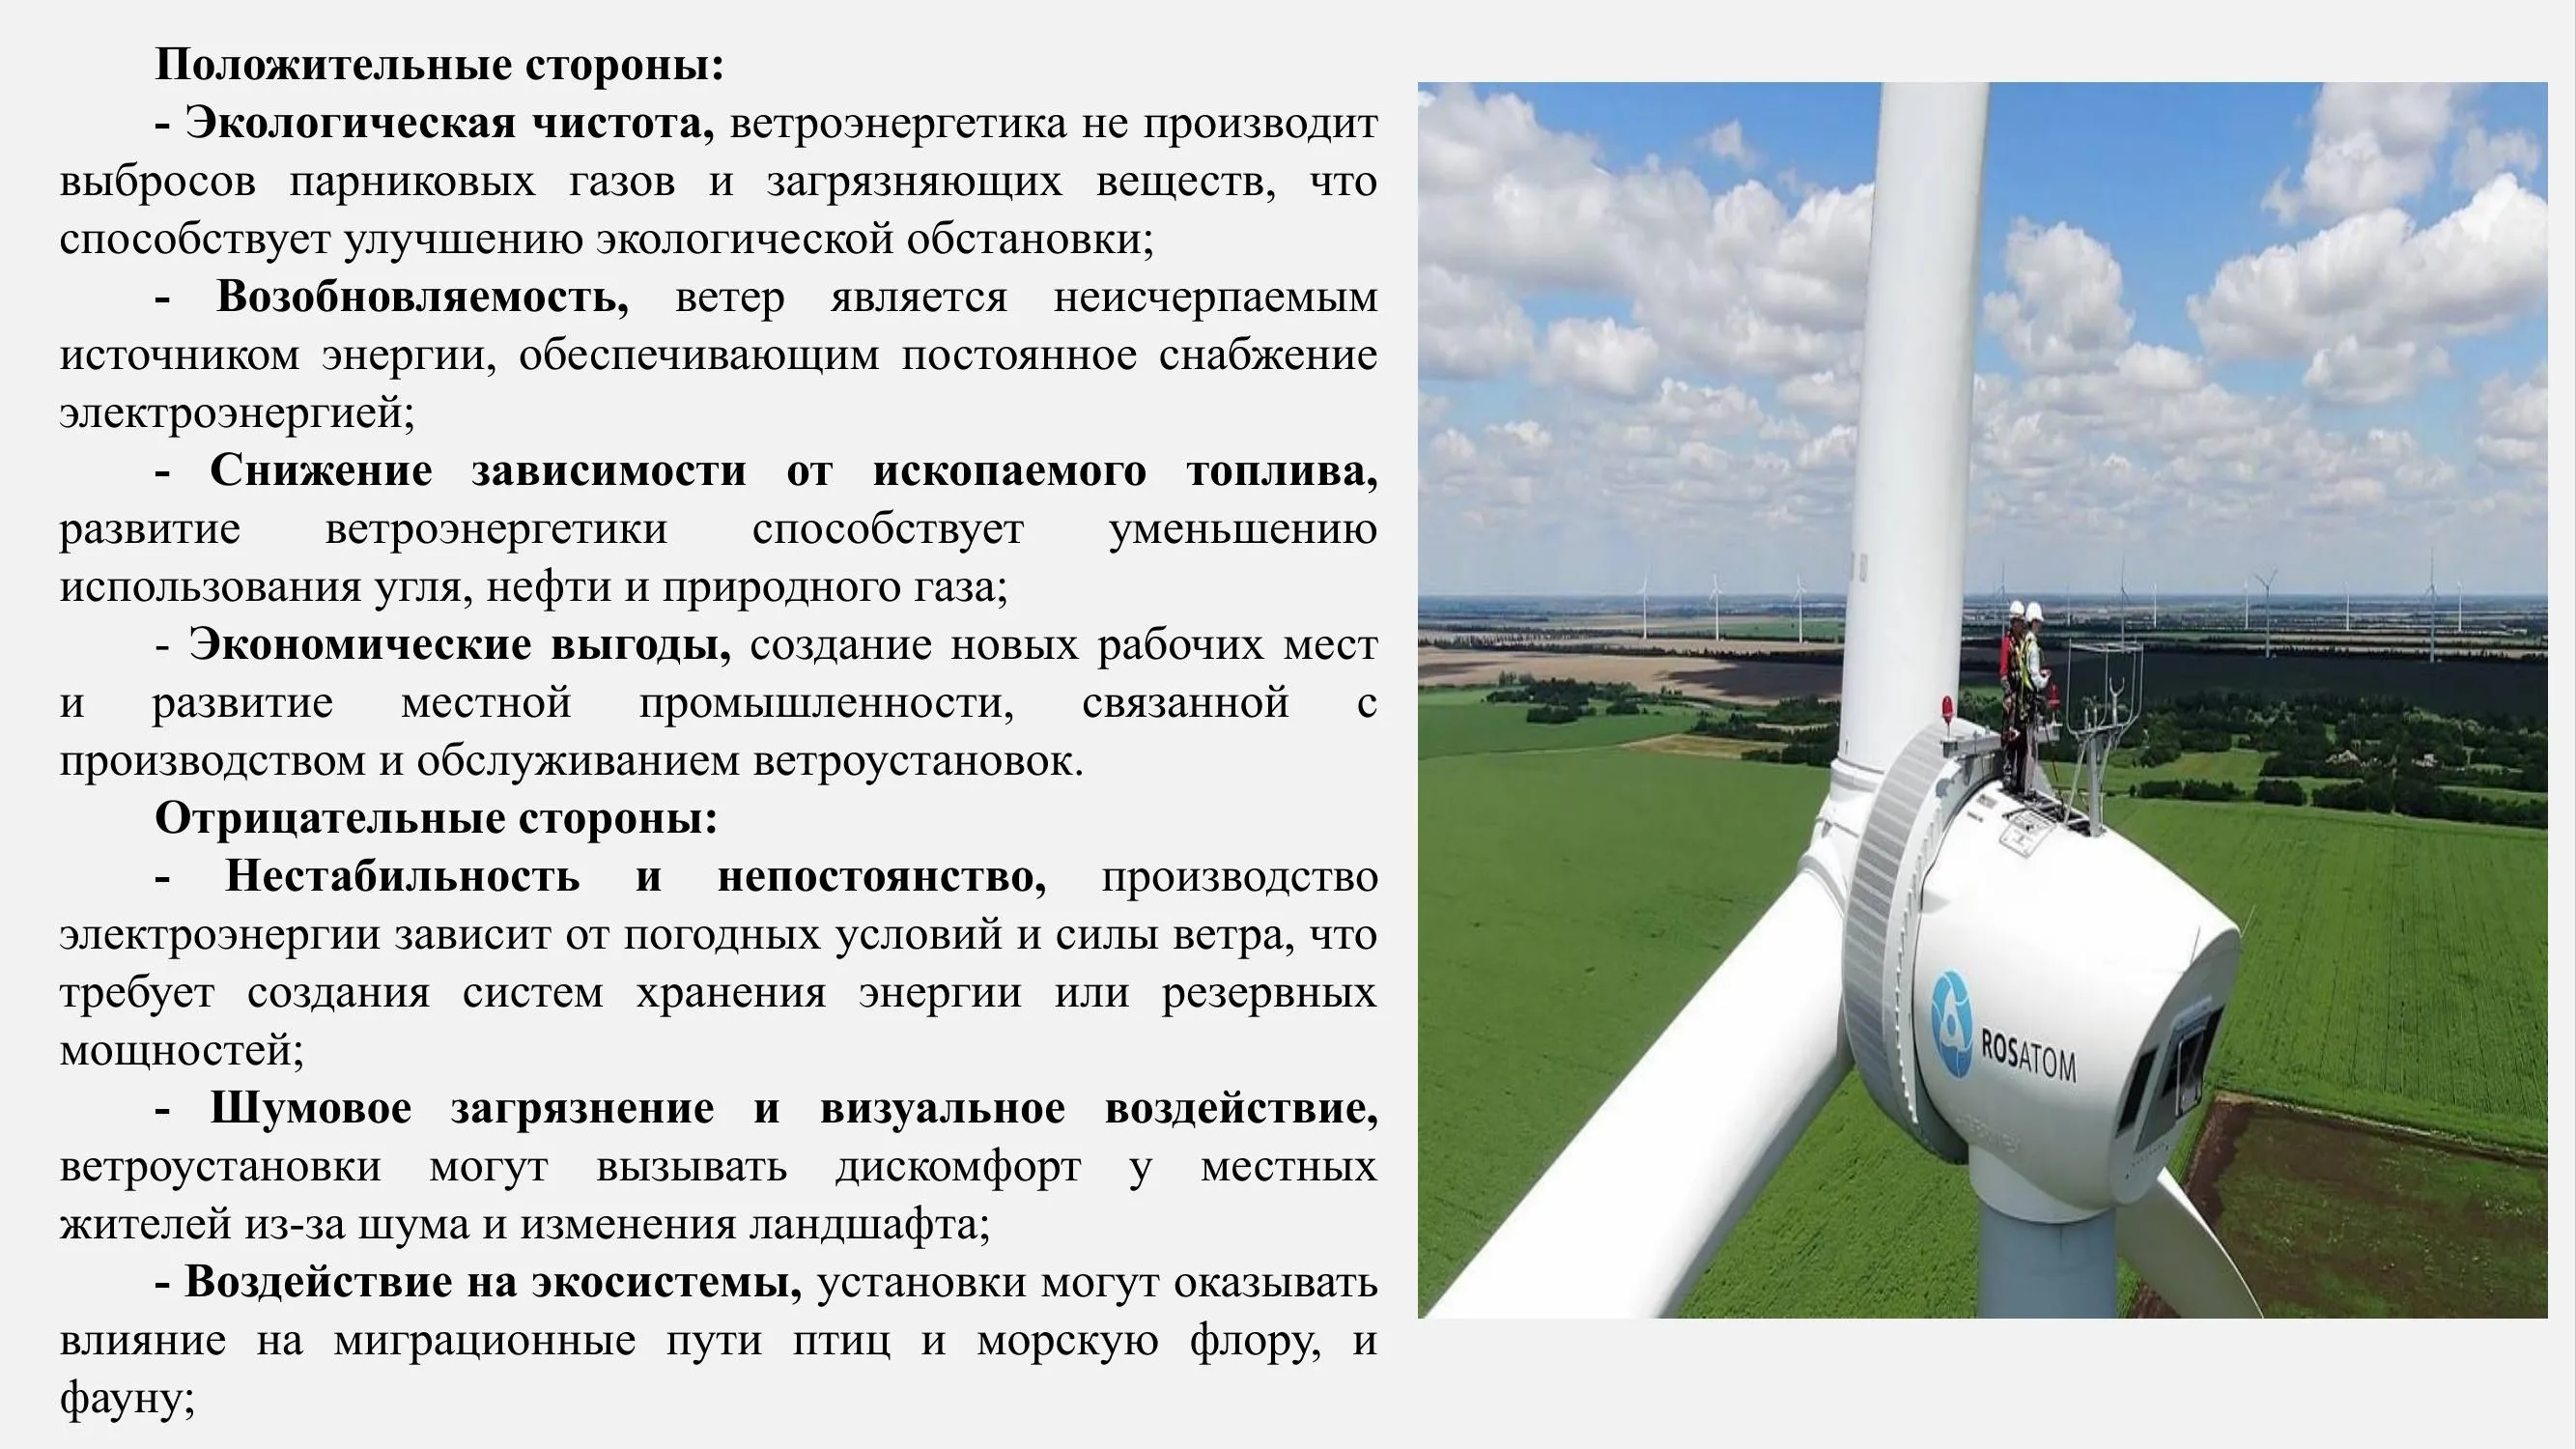 Положительные стороны:
- Экологическая чистота, ветроэнергетика не производит
выбросов парниковых газов и загрязняющих веществ, что
способствует улучшению экологической обстановки;
- Возобновляемость, ветер является неисчерпаемым
источником энергии, обеспечивающим постоянное снабжение
электроэнергией;
- Снижение зависимости от ископаемого топлива,
развитие ветроэнергетики способствует уменьшению
использования угля, нефти и природного газа;
- Экономические выгоды, создание новых рабочих мест
и развитие местной промышленности, связанной с
производством и обслуживанием ветроустановок.
Отрицательные стороны:
- Нестабильность и непостоянство, производство
электроэнергии зависит от погодных условий и силы ветра, что
требует создания систем хранения энергии или резервных
мощностей;
- Шумовое загрязнение и визуальное воздействие,
ветроустановки могут вызывать дискомфорт у местных
жителей из-за шума и изменения ландшафта;
- Воздействие на экосистемы, установки могут оказывать
влияние на миграционные пути птиц и морскую флору, и
фауну;
ROSATOM